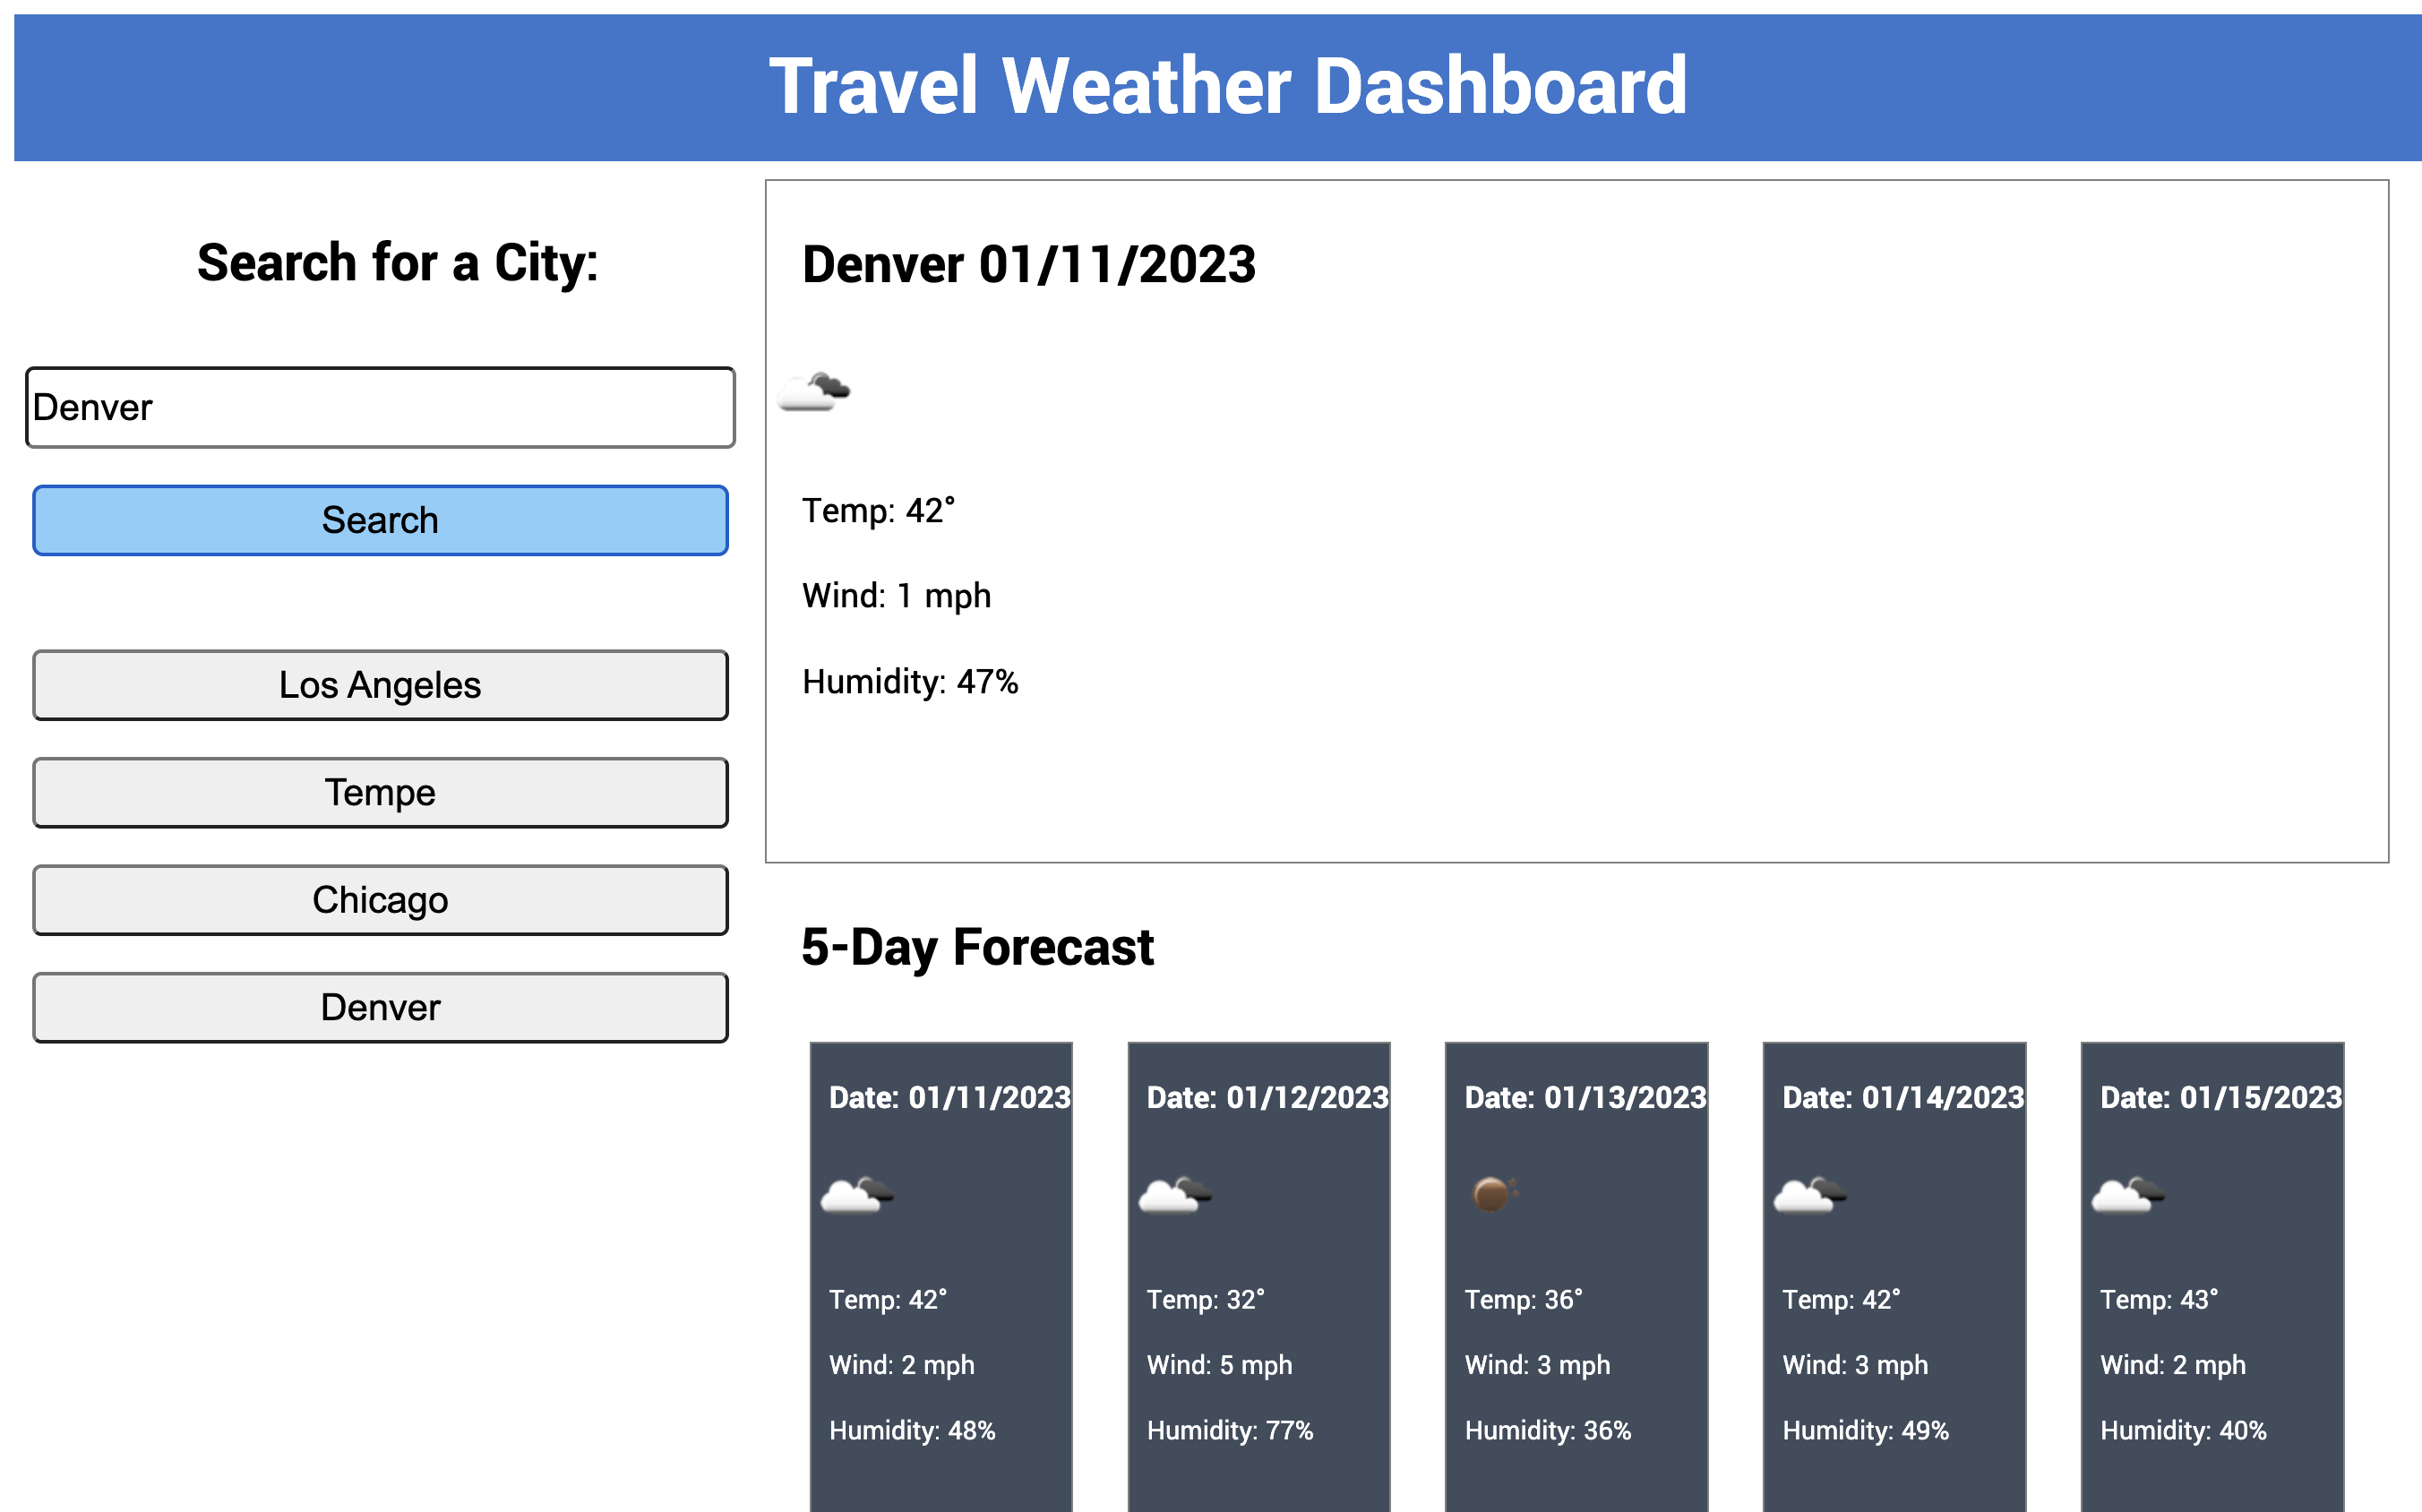 Travel Weather Dashboard
Search for a City:
Denver
Search
Los Angeles
Tempe
Chicago
Denver
Denver 01/11/2023
Temp: 42°
Wind: 1 mph
Humidity: 47%
5-Day Forecast
Date: 01/11/2023
Temp: 42°
Wind: 2 mph
Humidity: 48%
Date: 01/12/2023
Temp: 32°
Wind: 5 mph
Humidity: 77%
Date: 01/13/2023
Temp: 36°
Wind: 3 mph
Humidity: 36%
Date: 01/14/2023
Temp: 42°
Wind: 3 mph
Humidity: 49%
Date: 01/15/2023
Temp: 43°
Wind: 2 mph
Humidity: 40%